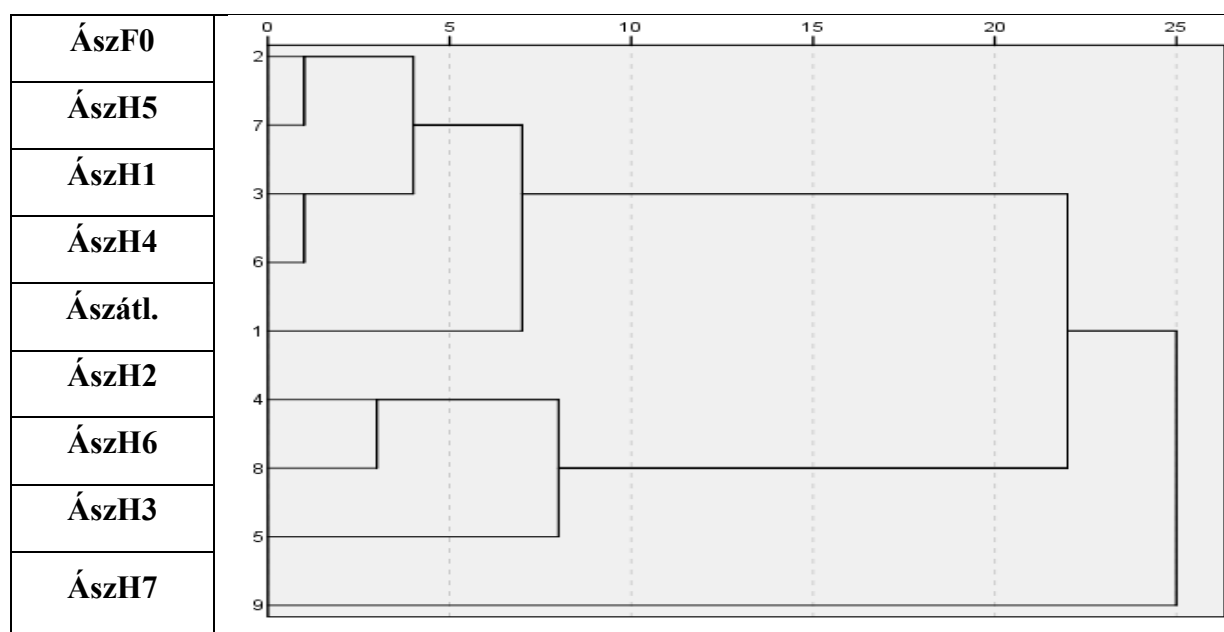 0 5 10 15 20 25
ÁszF0 2
ÁszH5 7
ÁszH1 3
ÁszH4 6
Ászátl. 1
ÁszH2 4
ÁszH6 8
ÁszH3 5
ÁszH7 9